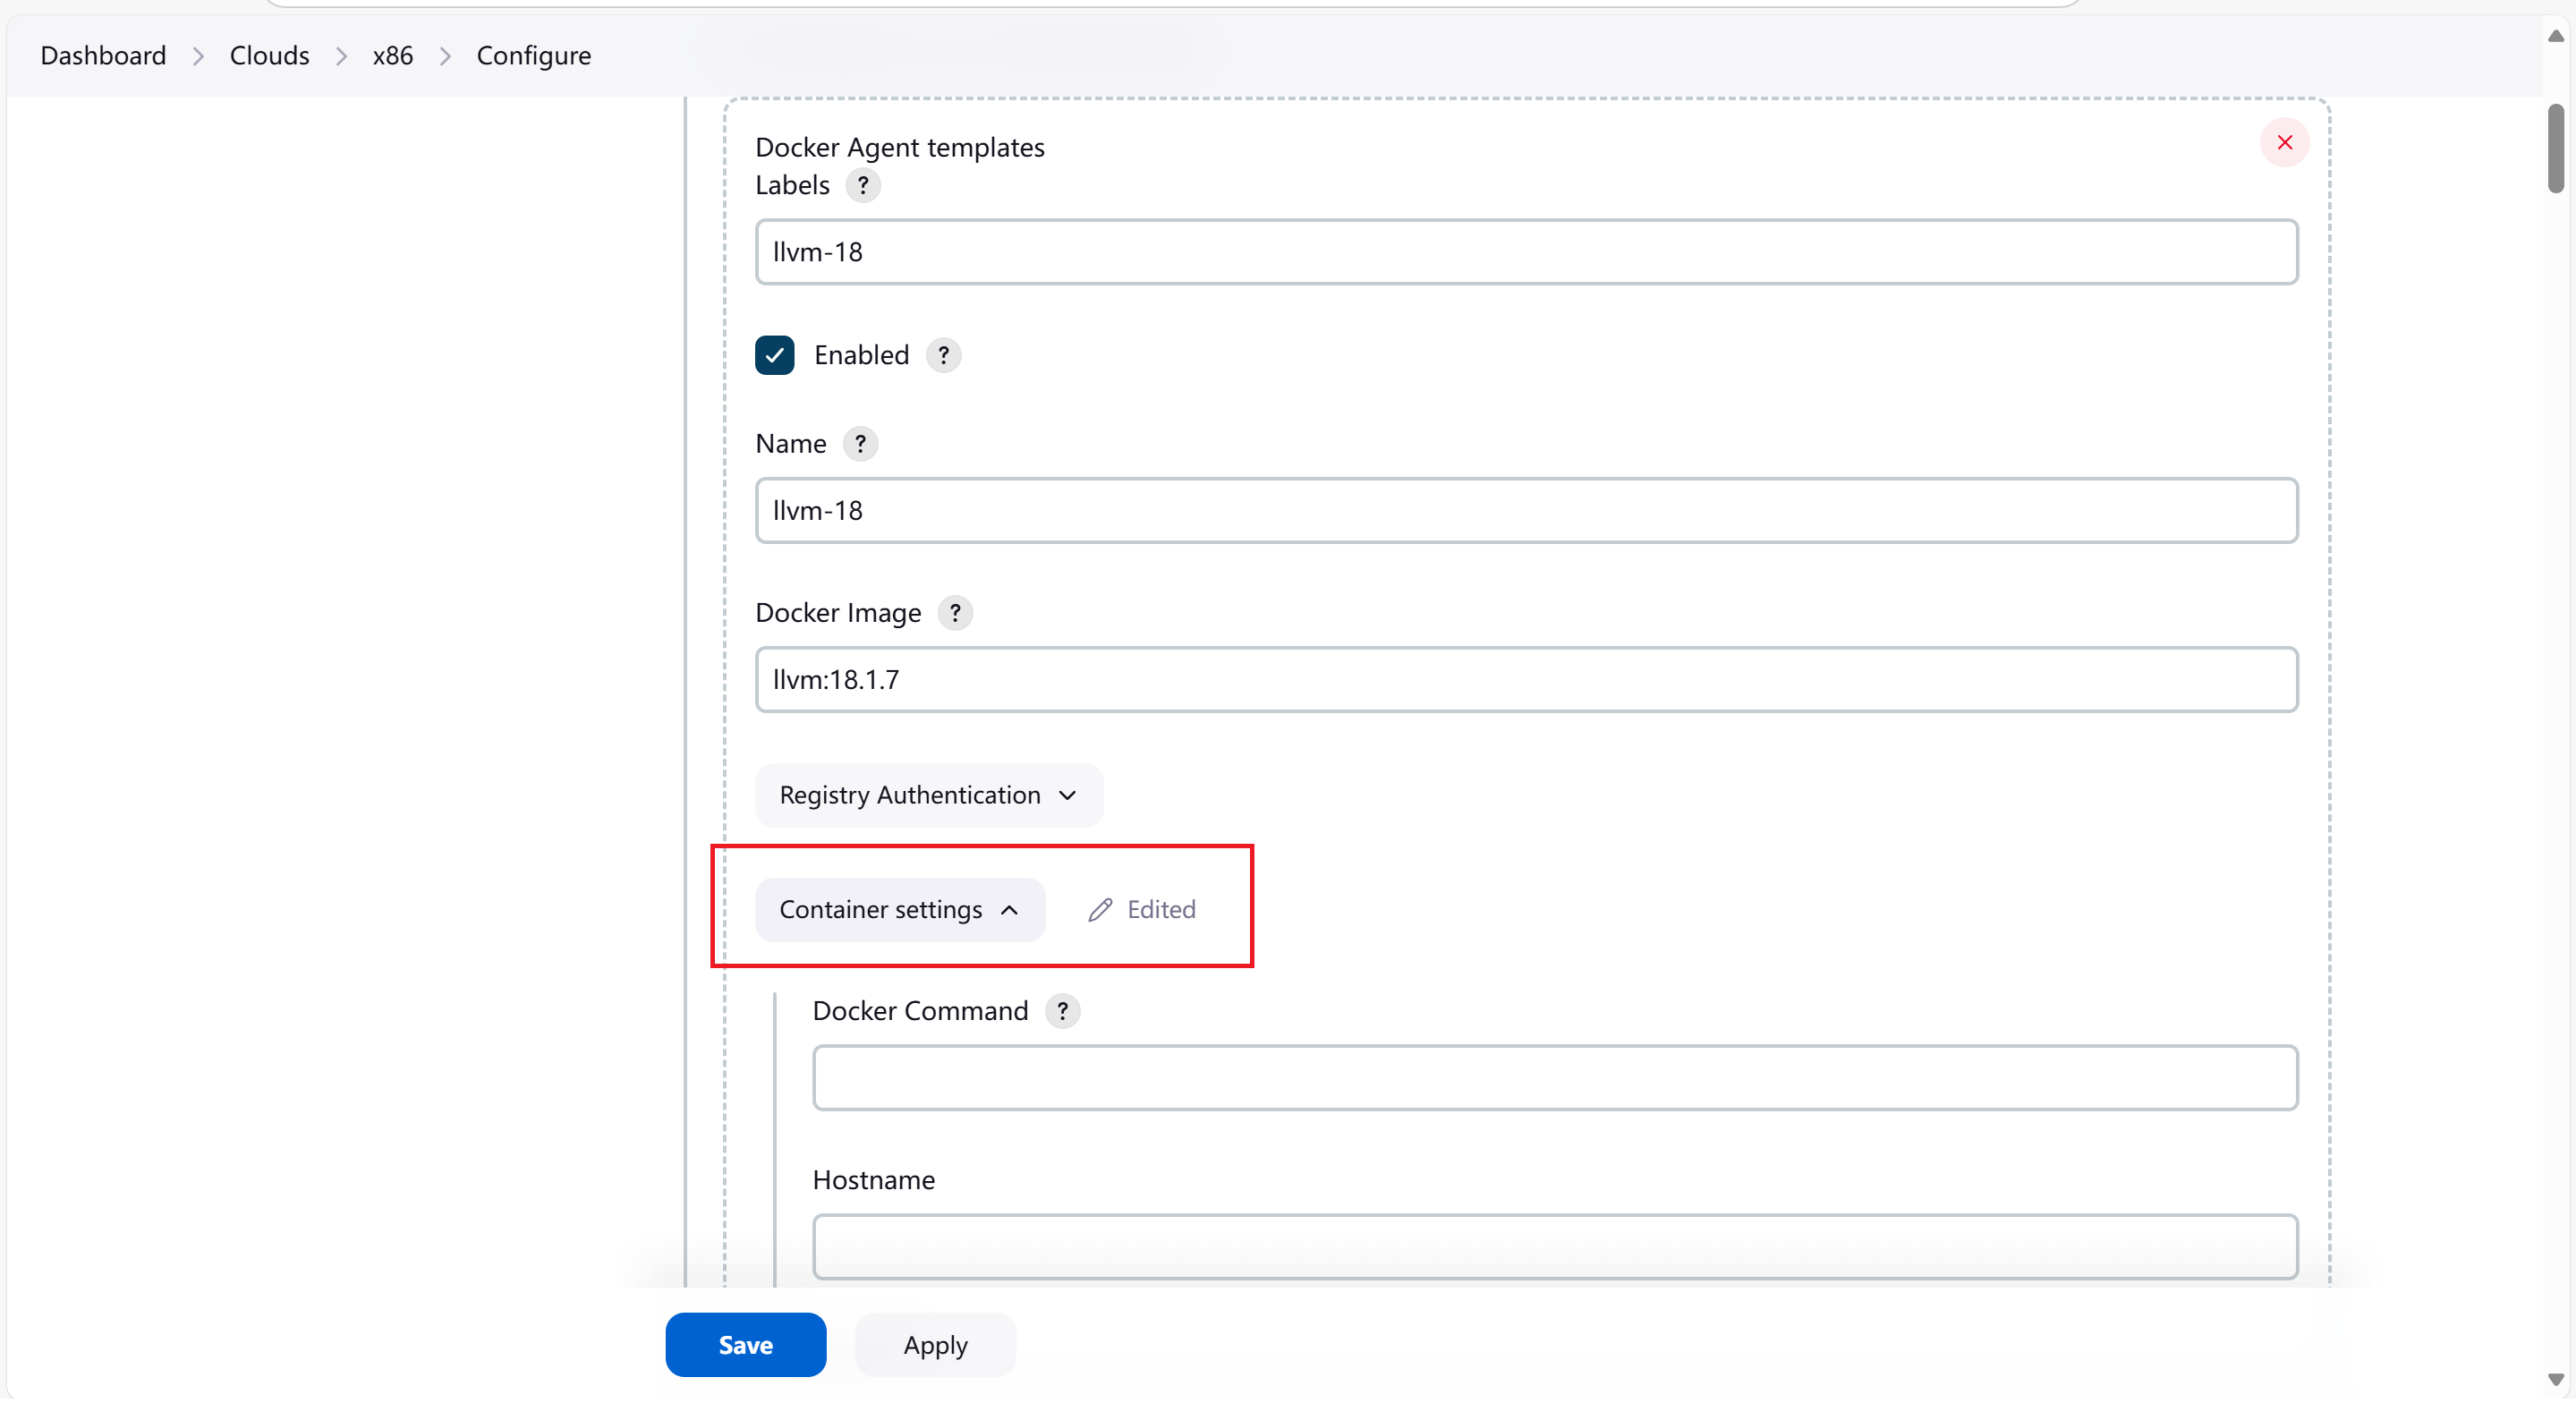 Dashboard > Clouds > x86 > Configure
Docker Agent templates
Labels ?
llvm-18
Enabled ?
Name ?
llvm-18
Docker Image ?
llvm:18.1.7
Registry Authentication
Container settings Edited
Docker Command ?
Hostname
Save Apply